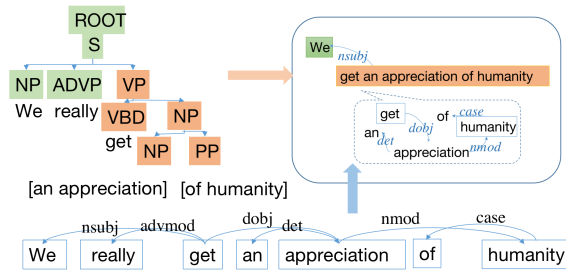 ROOT
S
NP ADVP VP
We really
VBD NP
get
NP PP
[an appreciation] [of humanity]
We
nsubj
get an appreciation of humanity
get of case
an det dobj humanity
appreciation nmod
nsubj advmod dobj det nmod case
We really get an appreciation of humanity